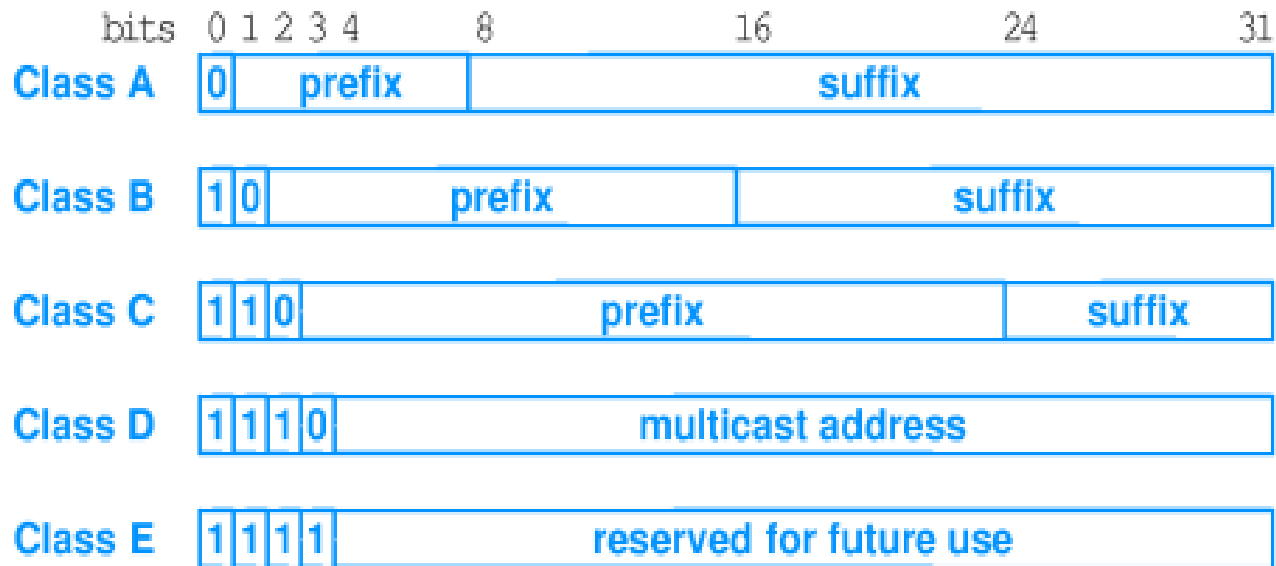 bits 0 1 2 3 4 8 16 24 31
Class A 0 prefix suffix
Class B 1 0 prefix suffix
Class C 1 1 0 prefix suffix
Class D 1 1 1 0 multicast address
Class E 1 1 1 1 reserved for future use